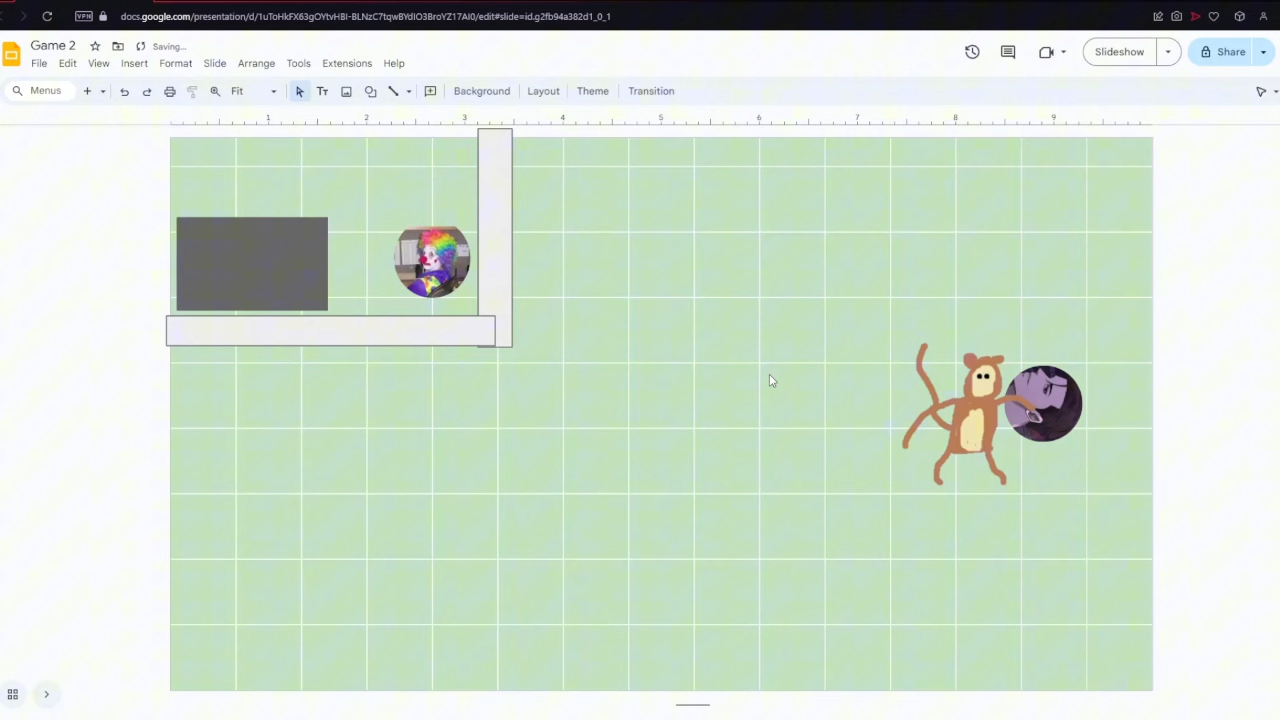 VPN docs.google.com/presentation/d/1uToHkFX63gOYtvHBI-BLNzC7tqwBYdIO3BroYZ17AI0/edit#slide=id.g2fb94a382d1_0_1
Game 2 Saving...
File Edit View Insert Format Slide Arrange Tools Extensions Help
Slideshow Share
Menus Fit Background Layout Theme Transition
1 2 3 4 5 6 7 8 9